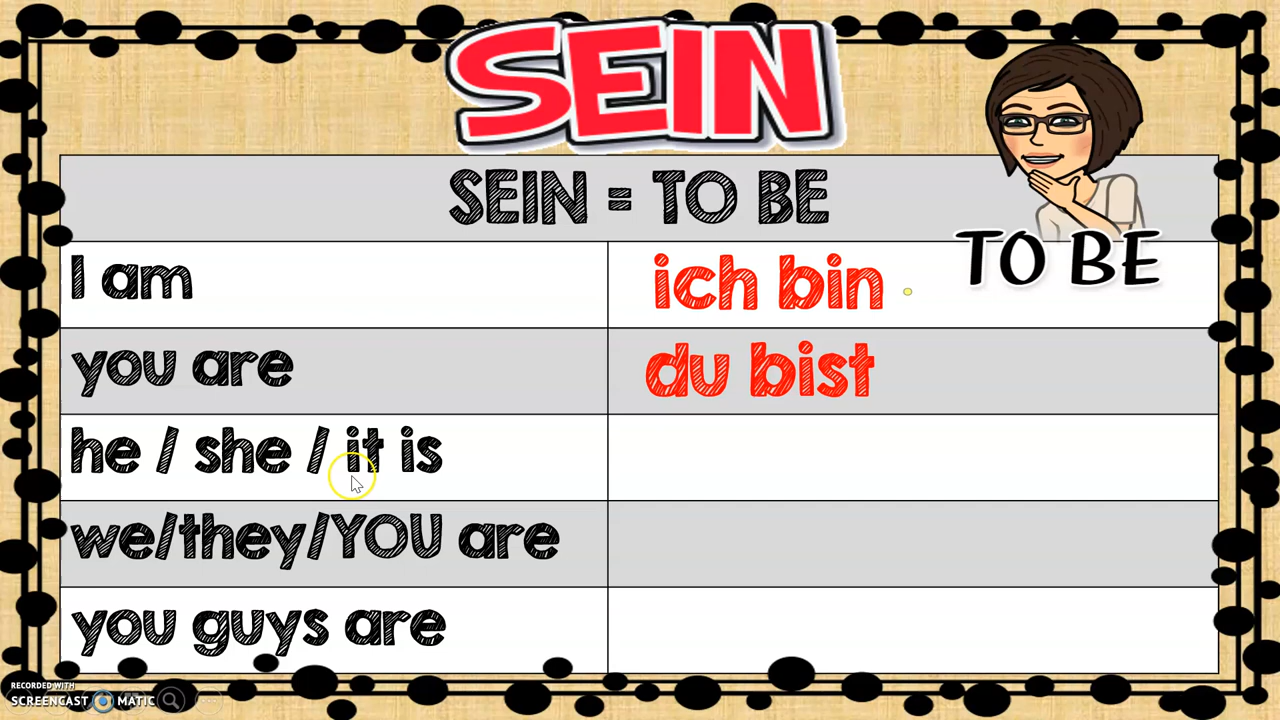 SEIN
SEIN = TO BE
TO BE
I am
ich bin
you are
du bist
he / she / it is
we/they/YOU are
you guys are
RECORDED WITH
SCREENCAST MATIC